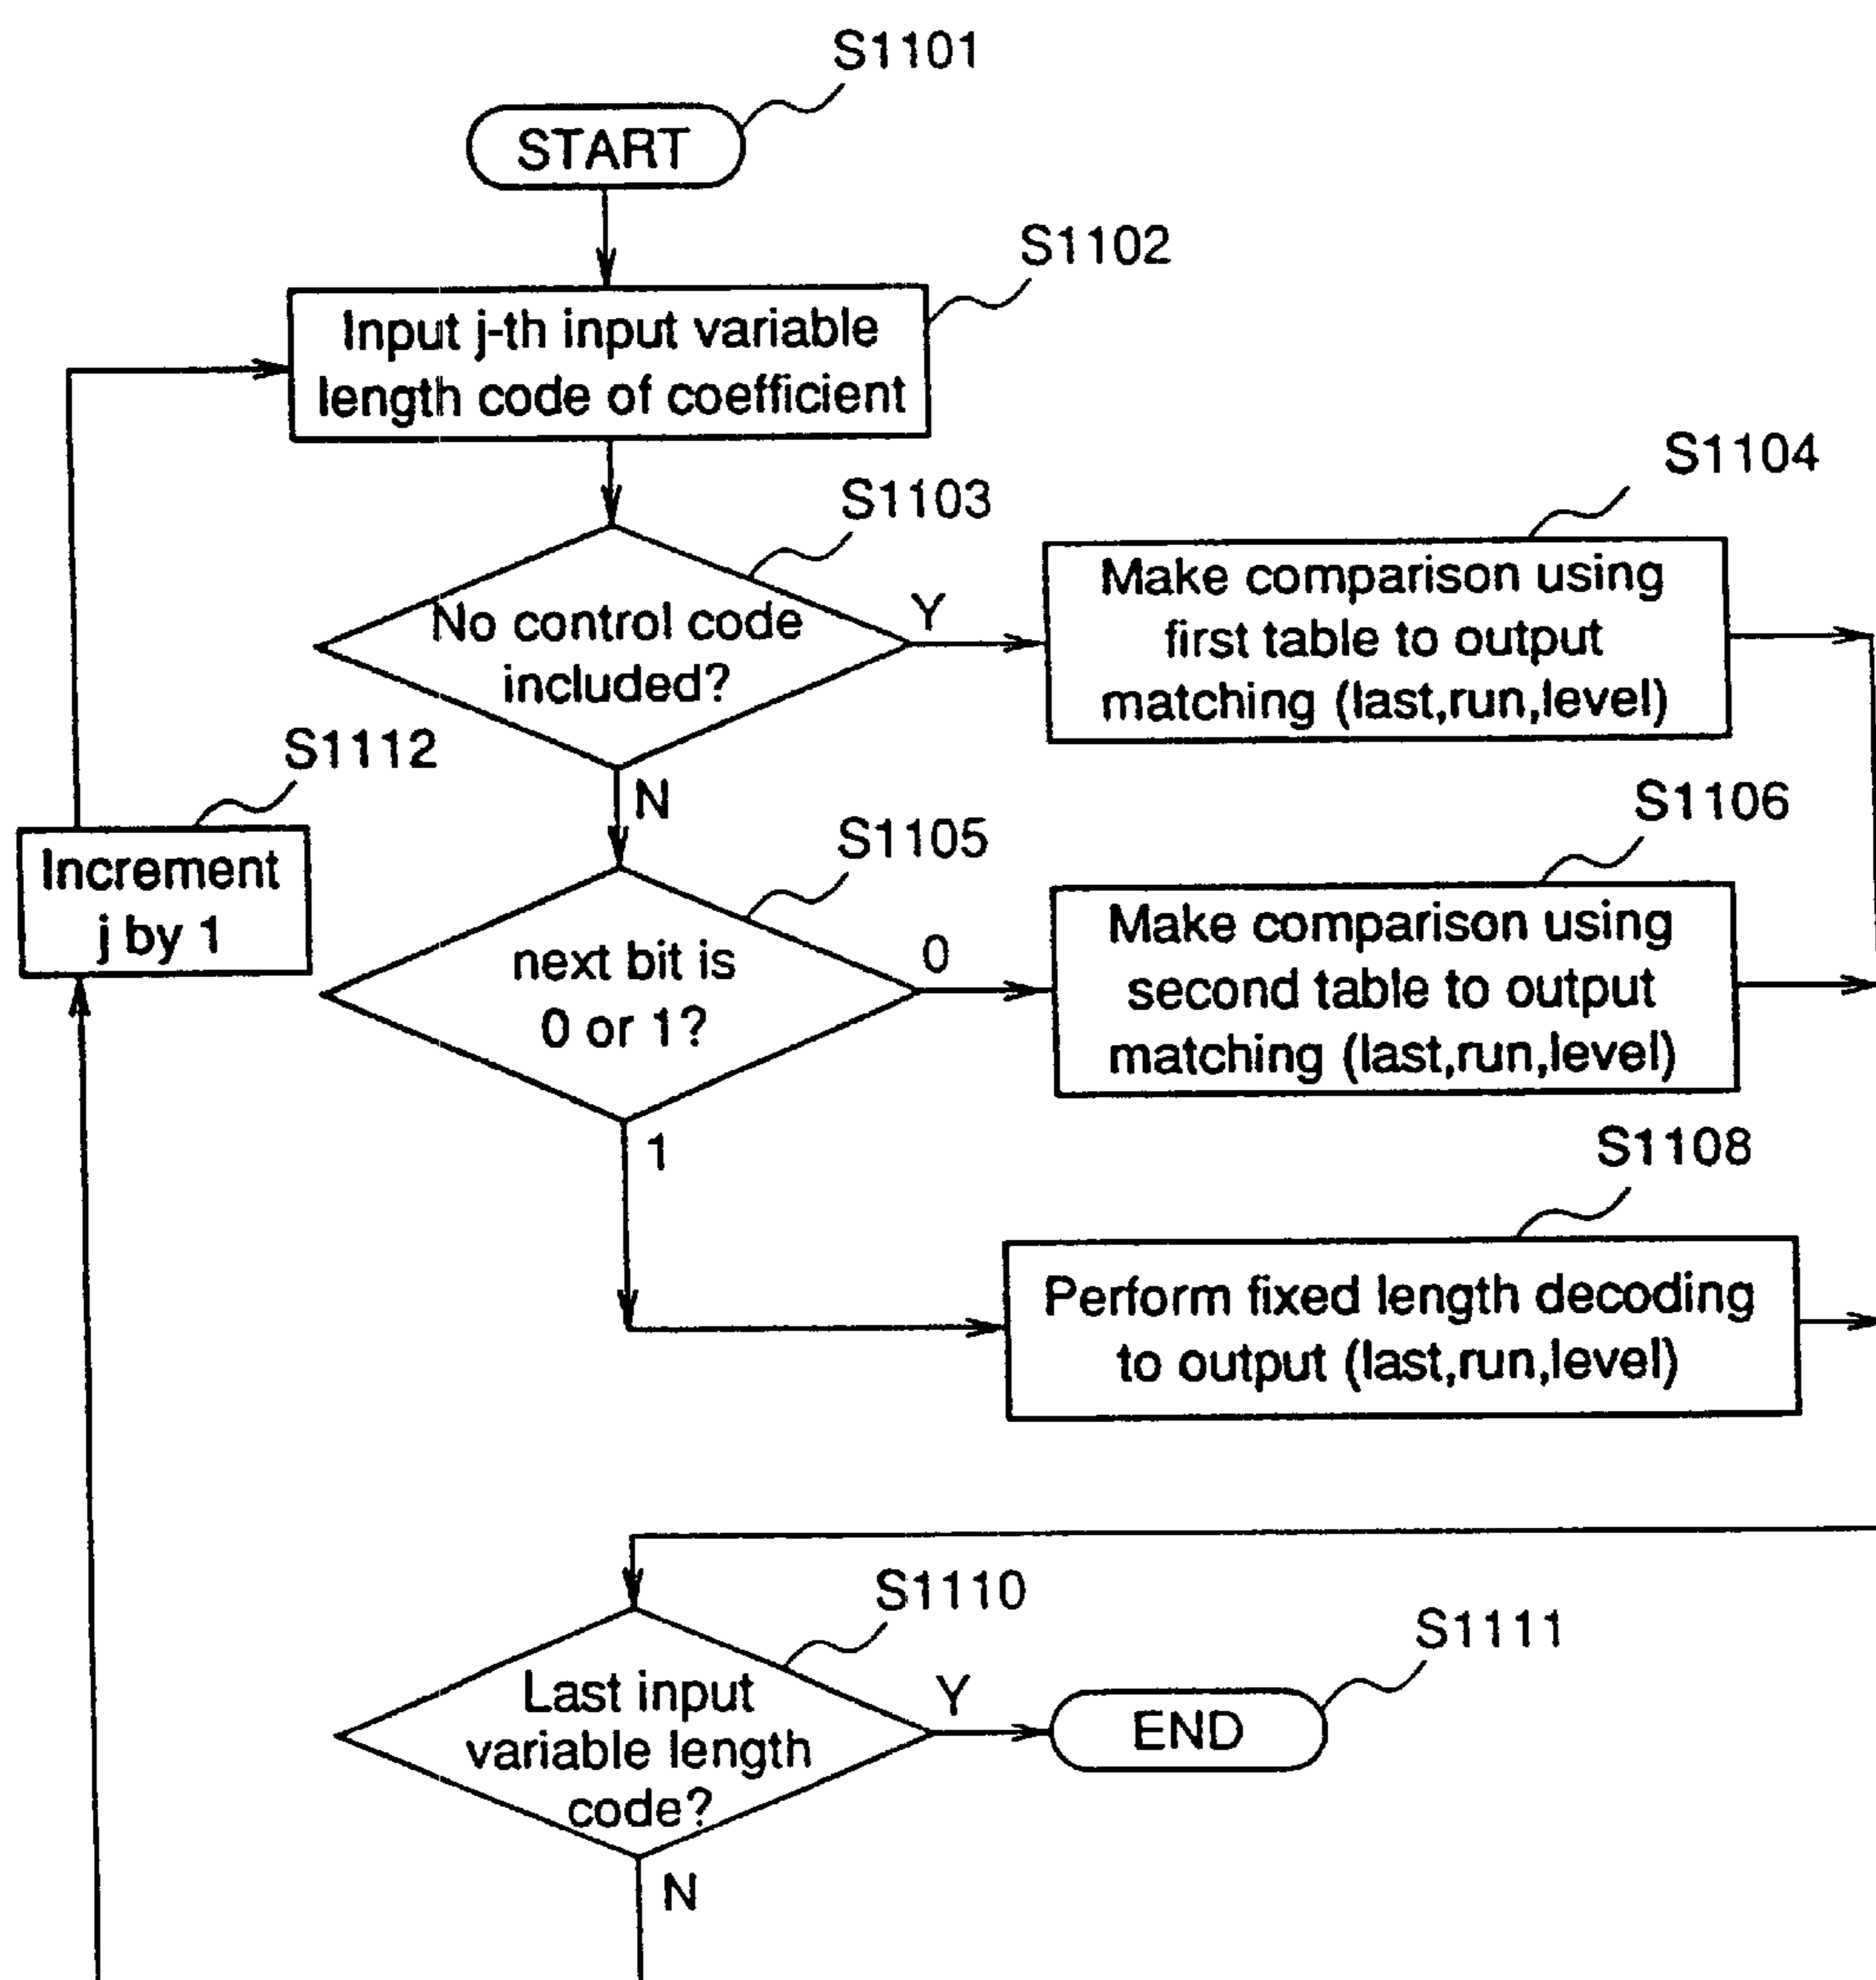 S1101
START
S1102
Input j-th input variable
length code of coefficient
S1103
No control code
included?
Y
N
S1104
Make comparison using
first table to output
matching (last,run,level)
S1112
Increment
j by 1
S1105
next bit is
0 or 1?
0
1
S1106
Make comparison using
second table to output
matching (last,run,level)
S1108
Perform fixed length decoding
to output (last,run,level)
S1110
Last input
variable length
code?
Y
N
S1111
END